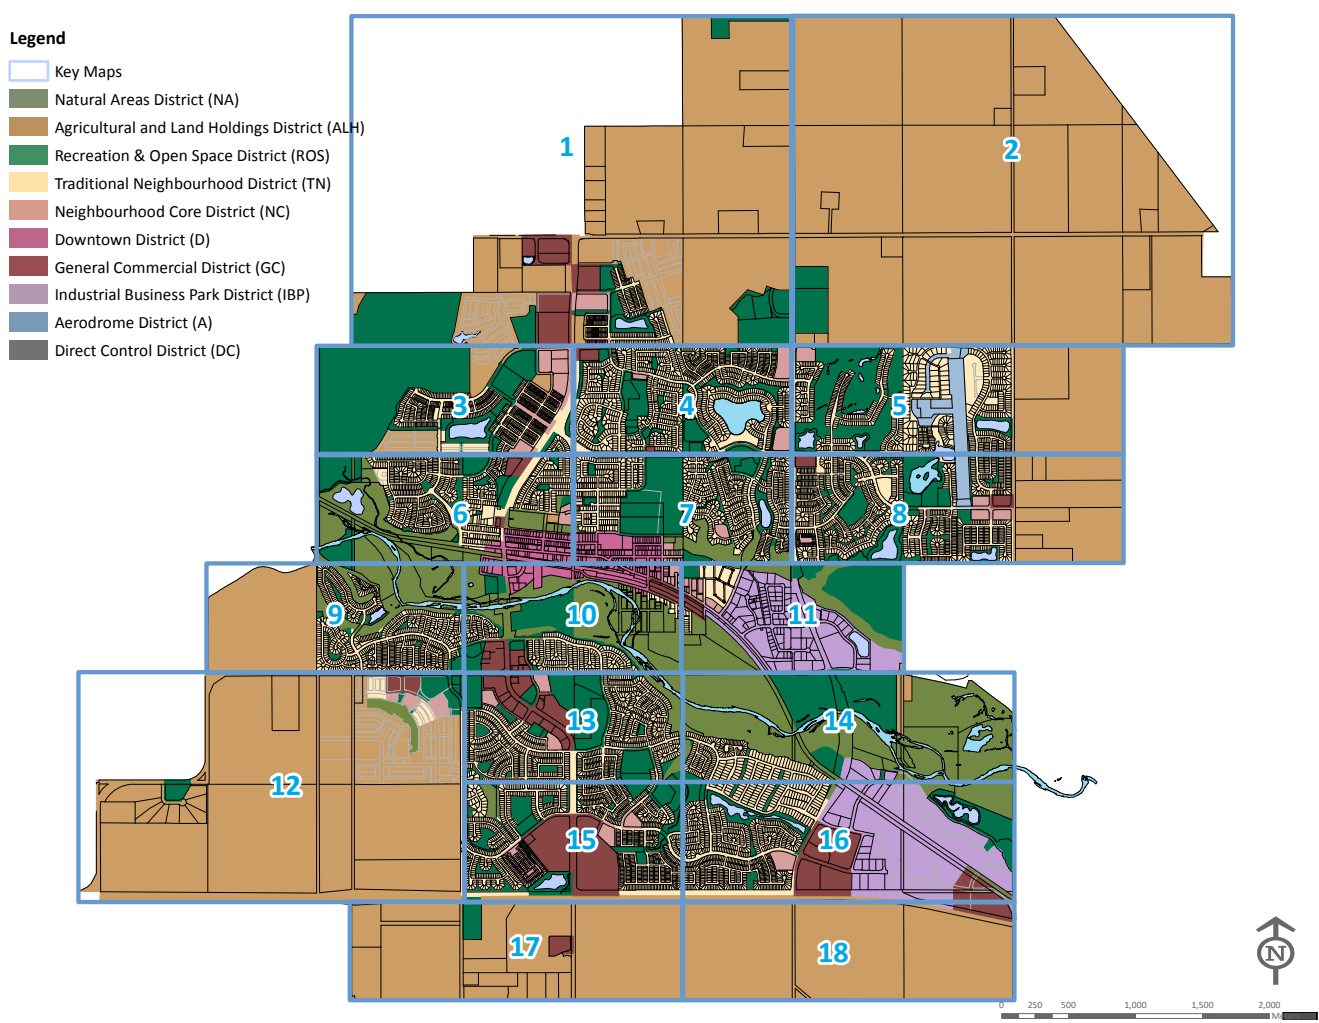 Legend
Key Maps
Natural Areas District (NA)
Agricultural and Land Holdings District (ALH)
Recreation & Open Space District (ROS)
Traditional Neighbourhood District (TN)
Neighbourhood Core District (NC)
Downtown District (D)
General Commercial District (GC)
Industrial Business Park District (IBP)
Aerodrome District (A)
Direct Control District (DC)
1
2
3
4
5
6
7
8
9
10
11
12
13
14
15
16
17
18
N
0 250 500 1,000 1,500 2,000